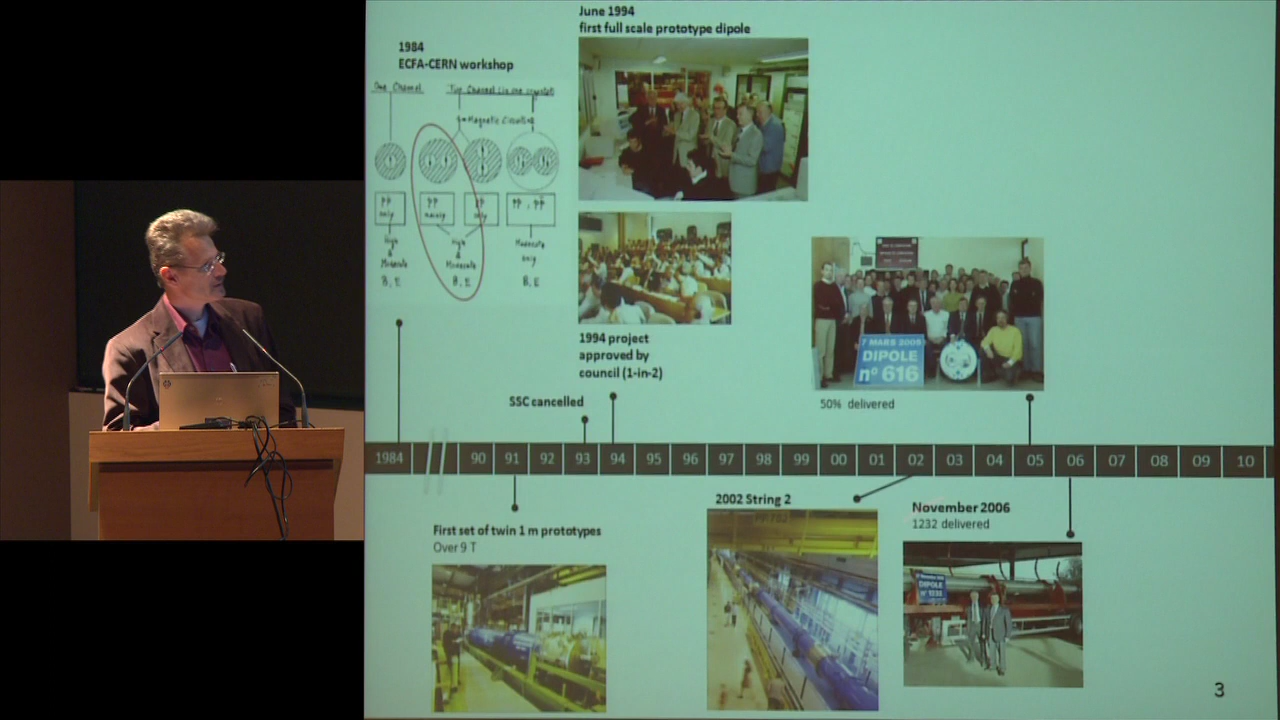 June 1994
first full scale prototype dipole
1984
ECFA-CERN workshop
One Channel
Two Channels in one cryostat
Magnetic circuit
pp
only
pp
mainly
pp
only
pp, pp̄
High
&
Moderate
B, E
High
&
Moderate
B, E
Moderate
only
B, E
1994 project
approved by
council (1-in-2)
SSC cancelled
7 MARS 2005
DIPOLE
n° 616
50% delivered
1984 90 91 92 93 94 95 96 97 98 99 00 01 02 03 04 05 06 07 08 09 10
First set of twin 1 m prototypes
Over 9 T
2002 String 2
November 2006
1232 delivered
DIPOLE
3